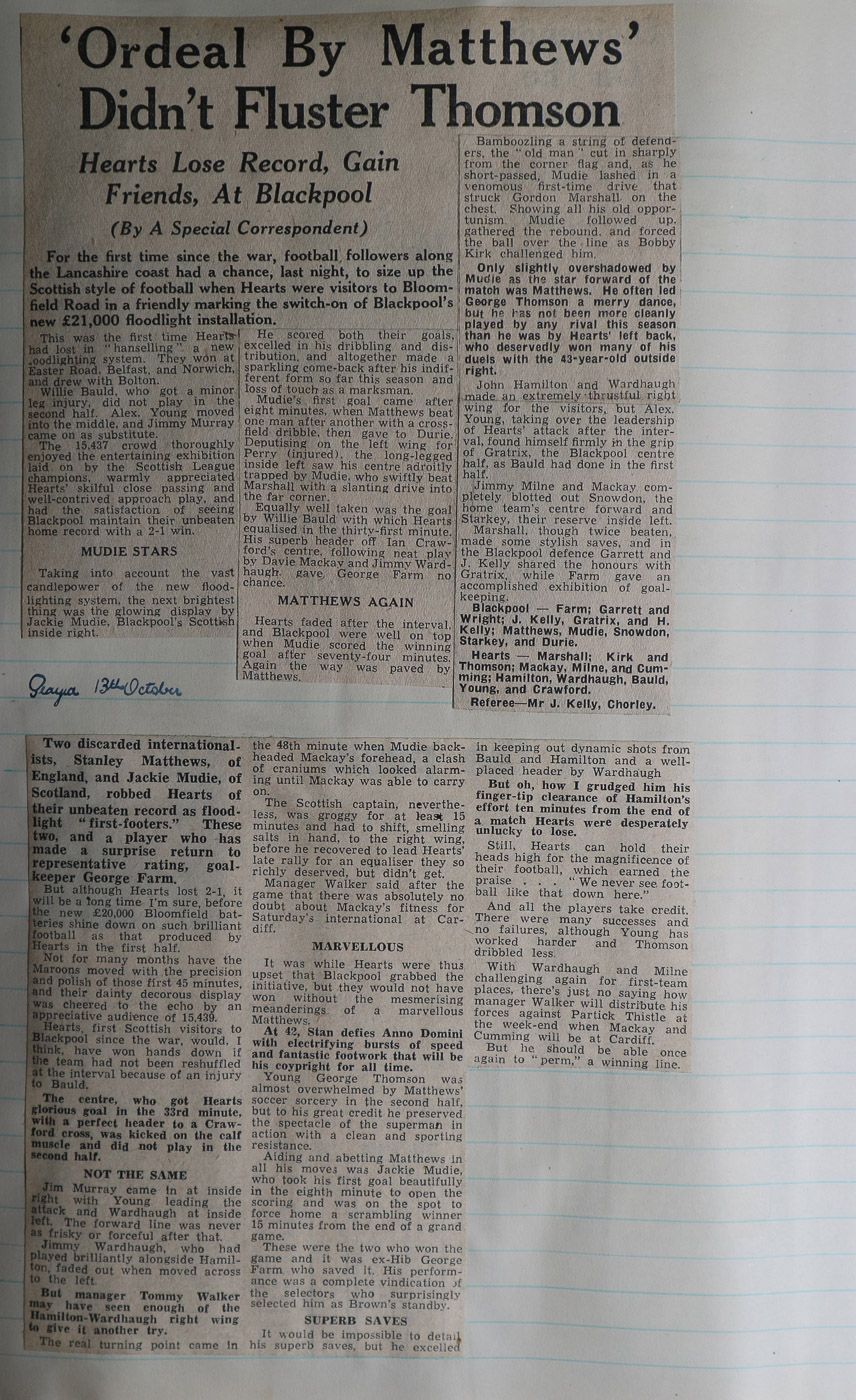 ‘Ordeal By Matthews’
Didn't Fluster Thomson
Hearts Lose Record, Gain
Friends, At Blackpool
(By A Special Correspondent)
For the first time since the war, football followers along
the Lancashire coast had a chance, last night, to size up the
Scottish style of football when Hearts were visitors to Bloom-
field Road in a friendly marking the switch-on of Blackpool's
new £21,000 floodlight installation.
This was the first time Hearts
had lost in "hanselling" a new
floodlighting system. They won at
Easter Road, Belfast, and Norwich,
and drew with Bolton.
Willie Bauld, who got a minor
leg injury, did not play in the
second half. Alex. Young moved
into the middle, and Jimmy Murray
came on as substitute.
The 15,437 crowd thoroughly
enjoyed the entertaining exhibition
laid on by the Scottish League
champions, warmly appreciated
Hearts' skilful close passing and
well-contrived approach play, and
had the satisfaction of seeing
Blackpool maintain their unbeaten
home record with a 2-1 win.
MUDIE STARS
Taking into account the vast
candlepower of the new flood-
lighting system, the next brightest
thing was the glowing display by
Jackie Mudie, Blackpool's Scottish
inside right.
He scored both their goals,
excelled in his dribbling and dis-
tribution, and altogether made a
sparkling come-back after his indif-
ferent form so far this season and
loss of touch as a marksman.
Mudie's first goal came after
eight minutes, when Matthews beat
one man after another with a cross-
field dribble, then gave to Durie.
Deputising on the left wing for
Perry (injured), the long-legged
inside left saw his centre adroitly
trapped by Mudie, who swiftly beat
Marshall with a slanting drive into
the far corner.
Equally well taken was the goal
by Willie Bauld with which Hearts
equalised in the thirty-first minute.
His superb header off Ian Craw-
ford's centre, following neat play
by Davie Mackay and Jimmy Ward-
haugh, gave George Farm no
chance.
MATTHEWS AGAIN
Hearts faded after the interval,
and Blackpool were well on top
when Mudie scored the winning
goal after seventy-four minutes.
Again the way was paved by
Matthews.
Bamboozling a string of defend-
ers, the "old man" cut in sharply
from the corner flag and, as he
short-passed, Mudie lashed in a
venomous first-time drive that
struck Gordon Marshall on the
chest. Showing all his old oppor-
tunism Mudie followed up,
gathered the rebound, and forced
the ball over the line as Bobby
Kirk challenged him.
Only slightly overshadowed by
Mudie as the star forward of the
match was Matthews. He often led
George Thomson a merry dance,
but he has not been more cleanly
played by any rival this season
than he was by Hearts' left back,
who deservedly won many of his
duels with the 43-year-old outside
right.
John Hamilton and Wardhaugh
made an extremely thrustful right
wing for the visitors, but Alex.
Young, taking over the leadership
of Hearts' attack after the inter-
val, found himself firmly in the grip
of Gratrix, the Blackpool centre
half, as Bauld had done in the first
half.
Jimmy Milne and Mackay com-
pletely blotted out Snowdon, the
home team's centre forward and
Starkey, their reserve inside left.
Marshall, though twice beaten,
made some stylish saves, and in
the Blackpool defence Garrett and
J. Kelly shared the honours with
Gratrix, while Farm gave an
accomplished exhibition of goal-
keeping.
Blackpool — Farm; Garrett and
Wright; J. Kelly, Gratrix, and H.
Kelly; Matthews, Mudie, Snowdon,
Starkey, and Durie.
Hearts — Marshall; Kirk and
Thomson; Mackay, Milne, and Cum-
ming; Hamilton, Wardhaugh, Bauld,
Young, and Crawford.
Referee—Mr J. Kelly, Chorley.
13th October
Two discarded international-
ists, Stanley Matthews, of
England, and Jackie Mudie, of
Scotland, robbed Hearts of
their unbeaten record as flood-
light "first-footers." These
two, and a player who has
made a surprise return to
representative rating, goal-
keeper George Farm.
But although Hearts lost 2-1, it
will be a long time I'm sure, before
the new £20,000 Bloomfield bat-
teries shine down on such brilliant
football as that produced by
Hearts in the first half.
Not for many months have the
Maroons moved with the precision
and polish of those first 45 minutes,
and their dainty decorous display
was cheered to the echo by an
appreciative audience of 15,439.
Hearts, first Scottish visitors to
Blackpool since the war, would, I
think, have won hands down if
the team had not been reshuffled
at the interval because of an injury
to Bauld.
The centre, who got Hearts
glorious goal in the 33rd minute,
with a perfect header to a Craw-
ford cross, was kicked on the calf
muscle and did not play in the
second half.
NOT THE SAME
Jim Murray came in at inside
right with Young leading the
attack and Wardhaugh at inside
left. The forward line was never
as frisky or forceful after that.
Jimmy Wardhaugh, who had
played brilliantly alongside Hamil-
ton, faded out when moved across
to the left.
But manager Tommy Walker
may have seen enough of the
Hamilton-Wardhaugh right wing
to give it another try.
The real turning point came in
the 48th minute when Mudie back-
headed Mackay's forehead, a clash
of craniums which looked alarm-
ing until Mackay was able to carry
on.
The Scottish captain, neverthe-
less, was groggy for at least 15
minutes and had to shift, smelling
salts in hand, to the right wing,
before he recovered to lead Hearts'
late rally for an equaliser they so
richly deserved, but didn't get.
Manager Walker said after the
game that there was absolutely no
doubt about Mackay's fitness for
Saturday's international at Car-
diff.
MARVELLOUS
It was while Hearts were thus
upset that Blackpool grabbed the
initiative, but they would not have
won without the mesmerising
meanderings of a marvellous
Matthews.
At 42, Stan defies Anno Domini
with electrifying bursts of speed
and fantastic footwork that will be
his copyright for all time.
Young George Thomson was
almost overwhelmed by Matthews'
soccer sorcery in the second half,
but to his great credit he preserved
the spectacle of the superman in
action with a clean and sporting
resistance.
Aiding and abetting Matthews in
all his moves was Jackie Mudie,
who took his first goal beautifully
in the eighth minute to open the
scoring and was on the spot to
force home a scrambling winner
15 minutes from the end of a grand
game.
These were the two who won the
game and it was ex-Hib George
Farm who saved it. His perform-
ance was a complete vindication of
the selectors who surprisingly
selected him as Brown's standby.
SUPERB SAVES
It would be impossible to detail
his superb saves, but he excelled
in keeping out dynamic shots from
Bauld and Hamilton and a well-
placed header by Wardhaugh
But oh, how I grudged him his
finger-tip clearance of Hamilton's
effort ten minutes from the end of
a match Hearts were desperately
unlucky to lose.
Still, Hearts can hold their
heads high for the magnificence of
their football, which earned the
praise . . . "We never see foot-
ball like that down here."
And all the players take credit.
There were many successes and
no failures, although Young has
worked harder and Thomson
dribbled less.
With Wardhaugh and Milne
challenging again for first-team
places, there's just no saying how
manager Walker will distribute his
forces against Partick Thistle at
the week-end when Mackay and
Cumming will be at Cardiff.
But he should be able once
again to "perm," a winning line.